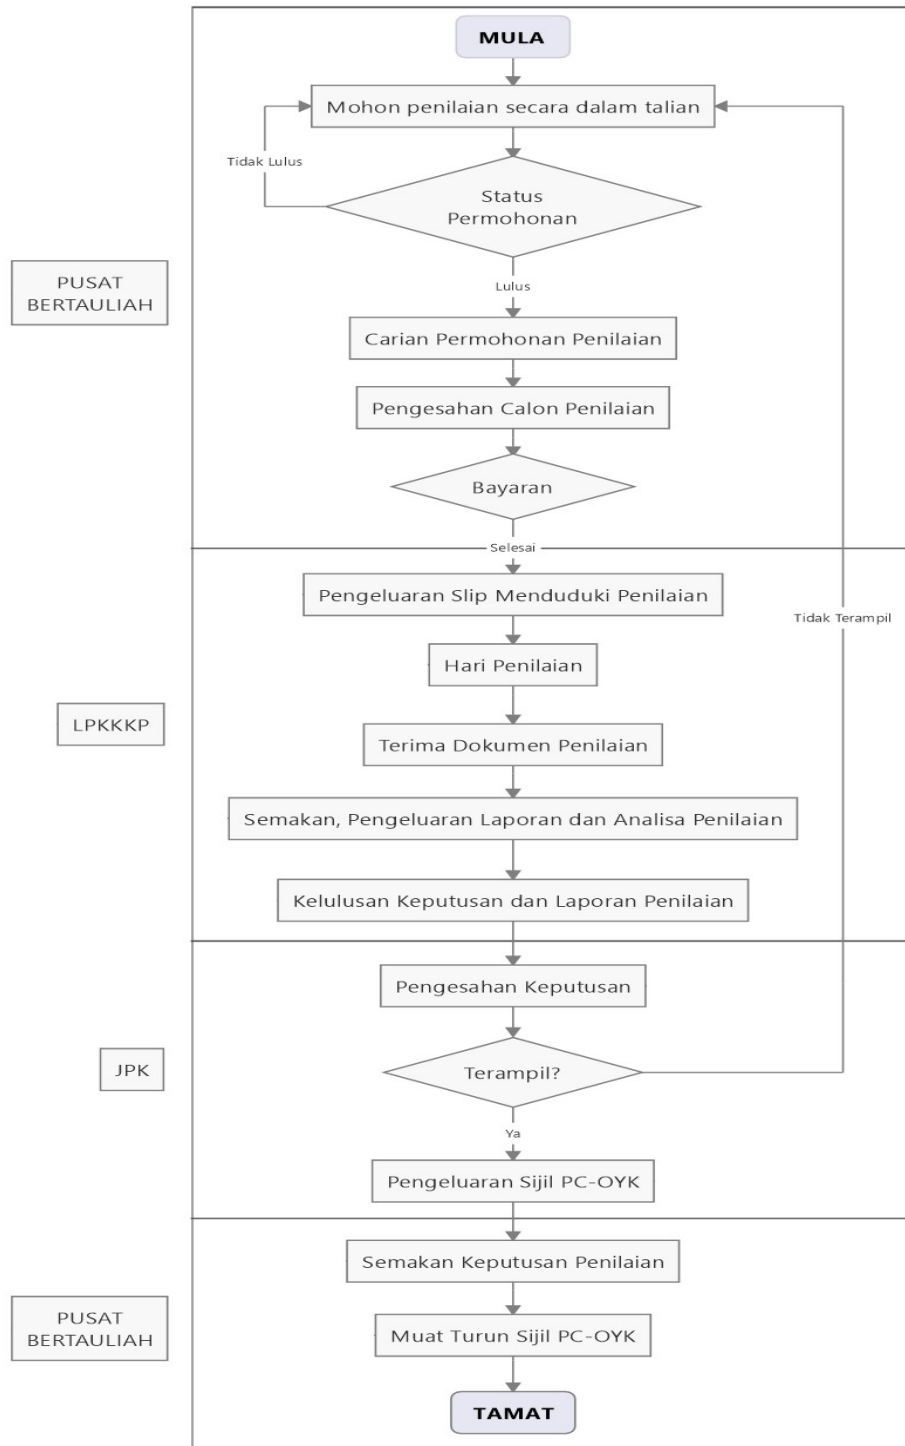 MULA
Mohon penilaian secara dalam talian
Tidak Lulus
Status
Permohonan
PUSAT
BERTAULIAH
Lulus
Carian Permohonan Penilaian
Pengesahan Calon Penilaian
Bayaran
Selesai
Pengeluaran Slip Menduduki Penilaian
Tidak Terampil
Hari Penilaian
LPKKKP
Terima Dokumen Penilaian
Semakan, Pengeluaran Laporan dan Analisa Penilaian
Kelulusan Keputusan dan Laporan Penilaian
Pengesahan Keputusan
JPK
Terampil?
Ya
Pengeluaran Sijil PC-OYK
Semakan Keputusan Penilaian
PUSAT
BERTAULIAH
Muat Turun Sijil PC-OYK
TAMAT